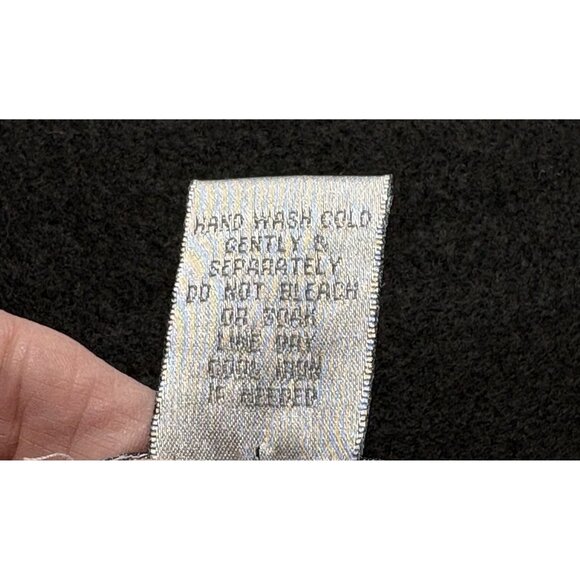 HAND WASH COLD
GENTLY &
SEPARATELY
DO NOT BLEACH
OR SOAK
LINE DRY
COOL IRON
IF NEEDED